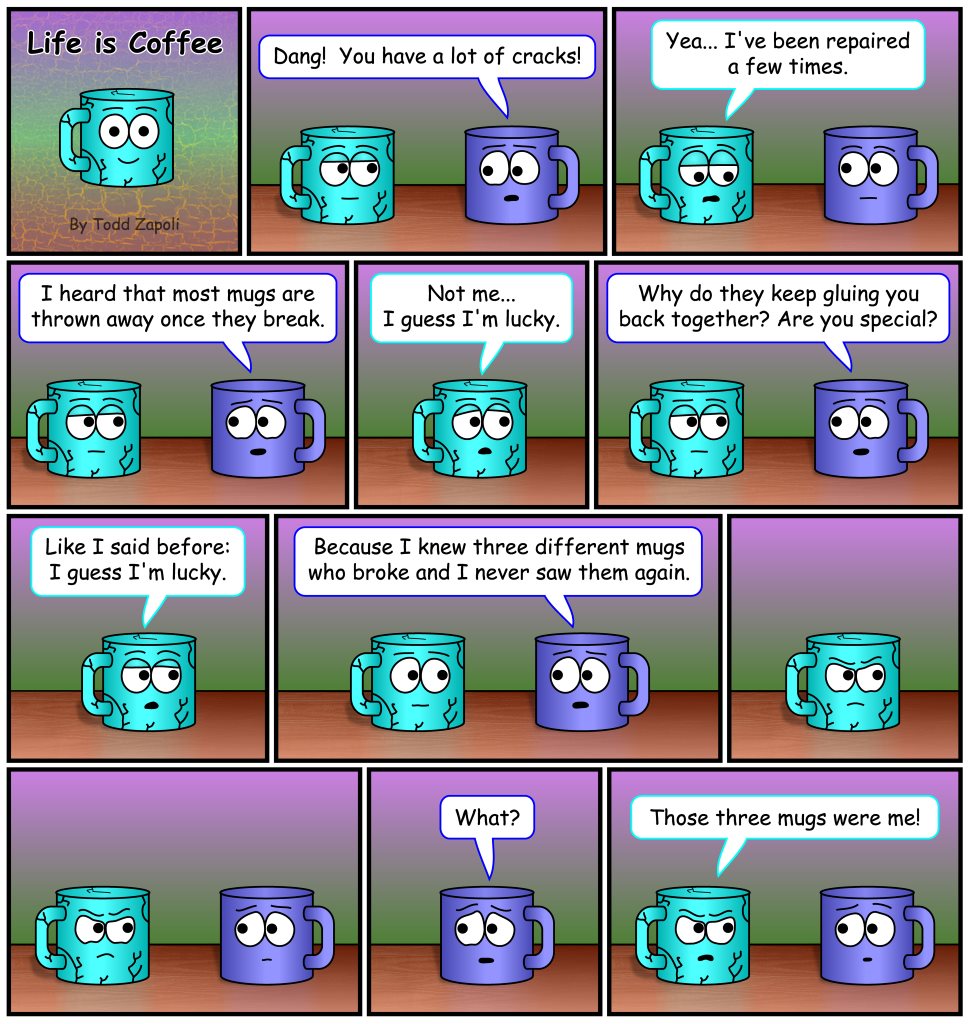 Life is Coffee
By Todd Zapoli
Dang!  You have a lot of cracks!
Yea... I've been repaired
a few times.
I heard that most mugs are
thrown away once they break.
Not me...
I guess I'm lucky.
Why do they keep gluing you
back together? Are you special?
Like I said before:
I guess I'm lucky.
Because I knew three different mugs
who broke and I never saw them again.
What?
Those three mugs were me!